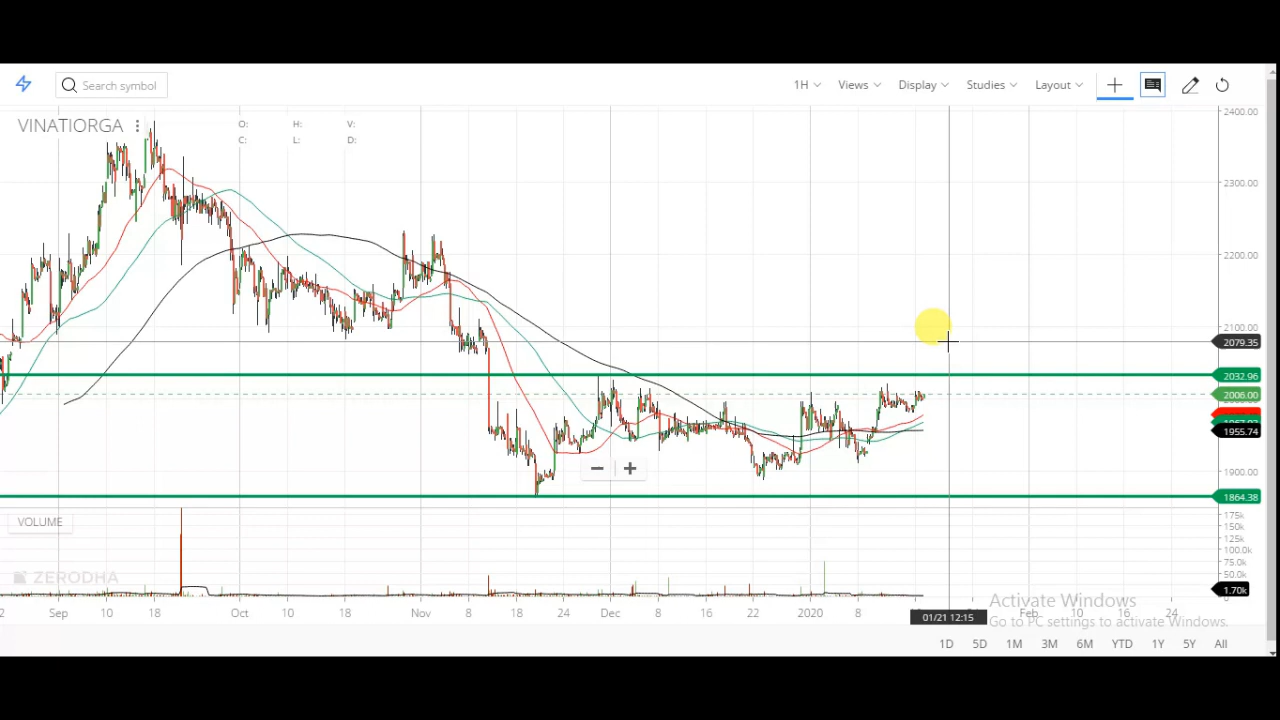 Search symbol 1H Views Display Studies Layout
VINATIORGA O: H: V:
C: L: D:
2400.00
2300.00
2200.00
2100.00
2079.35
2032.96
2006.00
1955.74
1900.00
1864.38
VOLUME
175k
150k
125k
100.0k
75.0k
50.0k
ZERODHA
1.70k
Sep 18 Oct 10 18 Nov 8 18 24 Dec 8 16 22 2020 8 Feb 10 16 24
01/21 12:15
Activate Windows
Go to PC settings to activate Windows.
1D 5D 1M 3M 6M YTD 1Y 5Y All